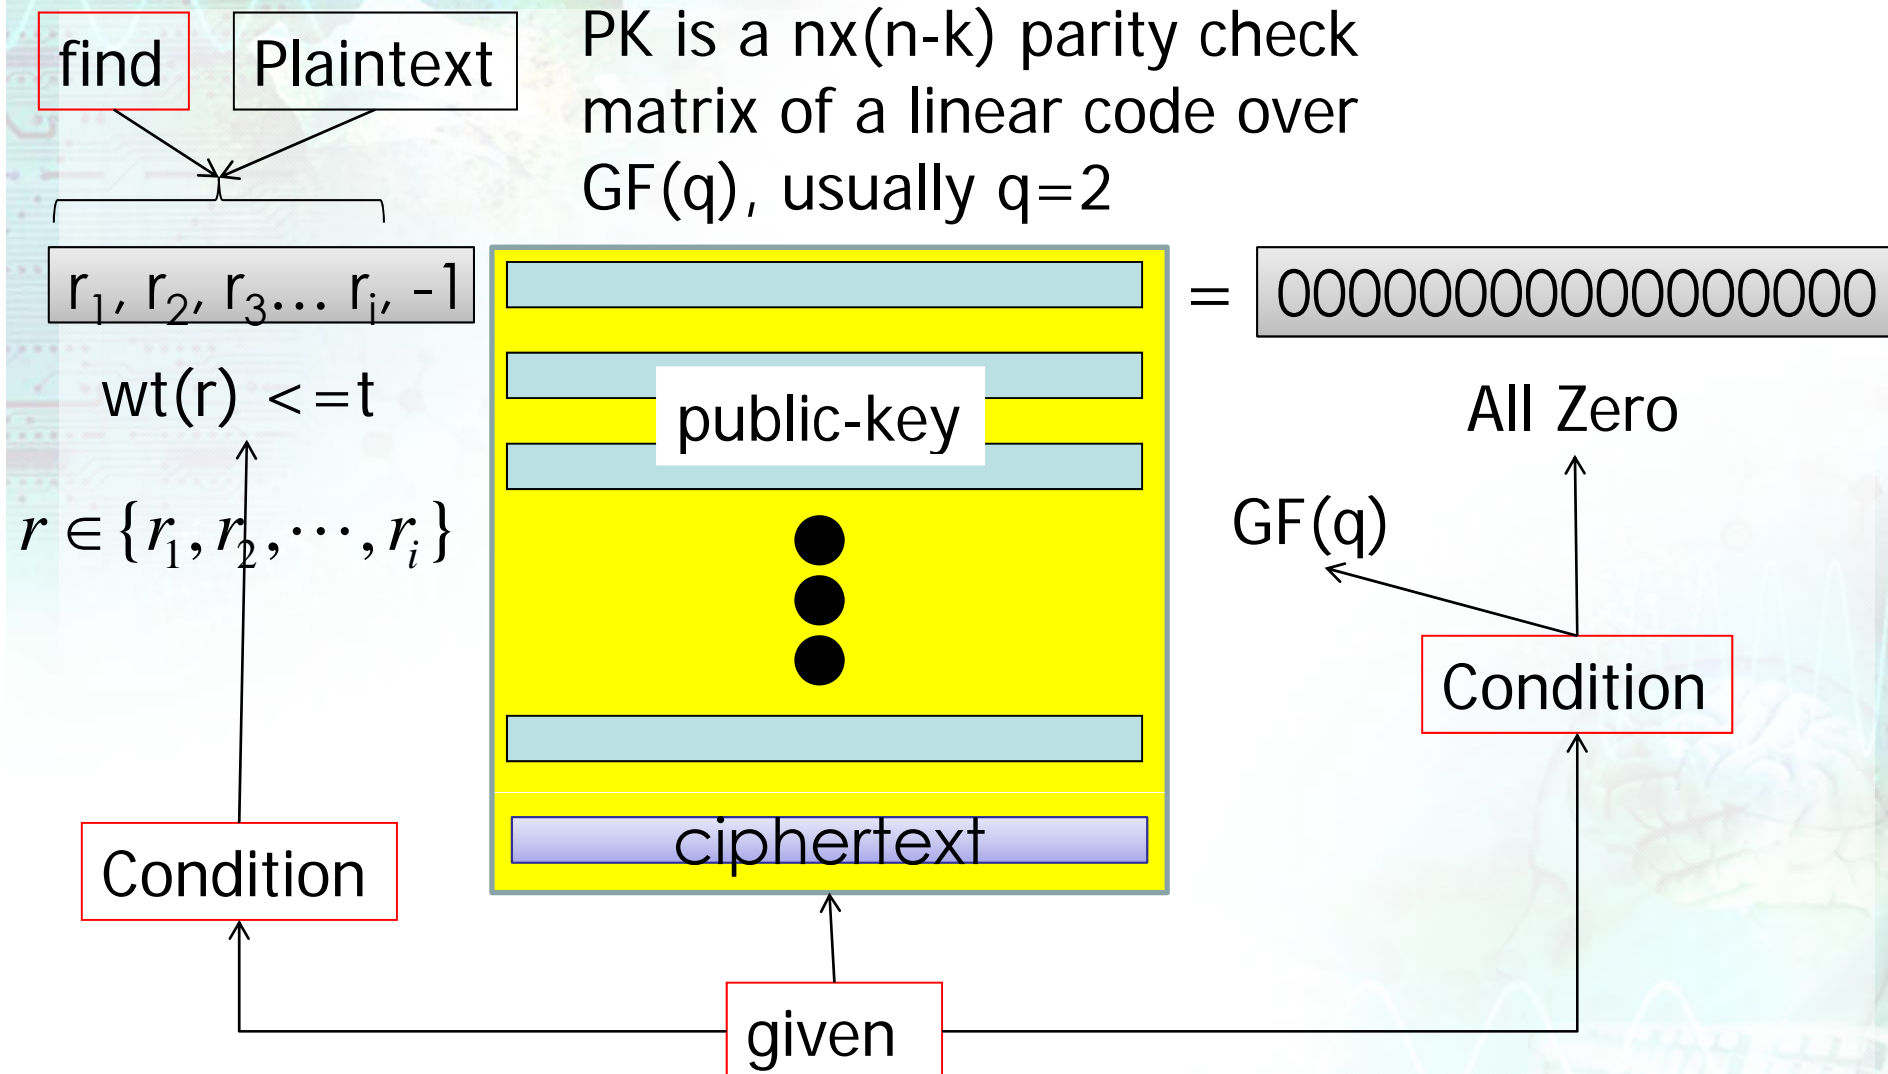 find
Plaintext
PK is a nx(n-k) parity check
matrix of a linear code over
GF(q), usually q=2
r₁, r₂, r₃... rᵢ, -1
=
00000000000000000
wt(r) <=t
public-key
All Zero
r ∈ {r₁, r₂, ⋯, rᵢ}
GF(q)
Condition
ciphertext
Condition
given